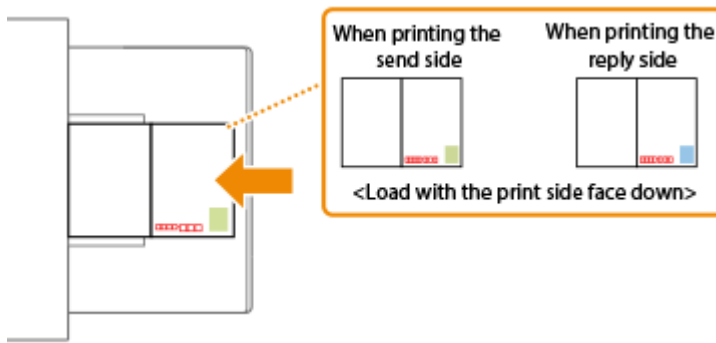 When printing the
send side
When printing the
reply side
<Load with the print side face down>